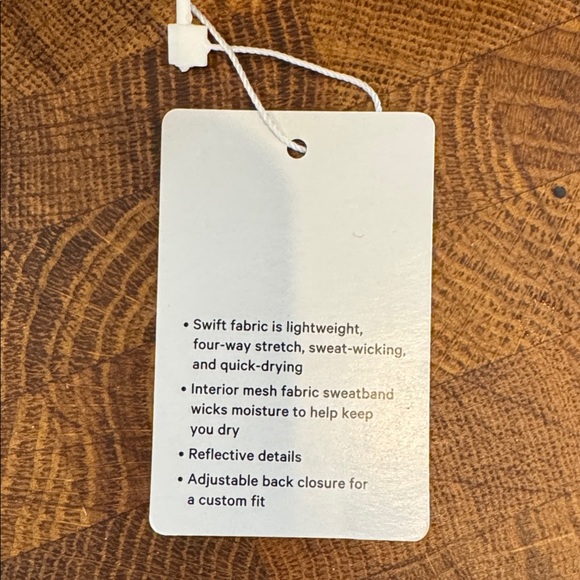 • Swift fabric is lightweight,
four-way stretch, sweat-wicking,
and quick-drying
• Interior mesh fabric sweatband
wicks moisture to help keep
you dry
• Reflective details
• Adjustable back closure for
a custom fit